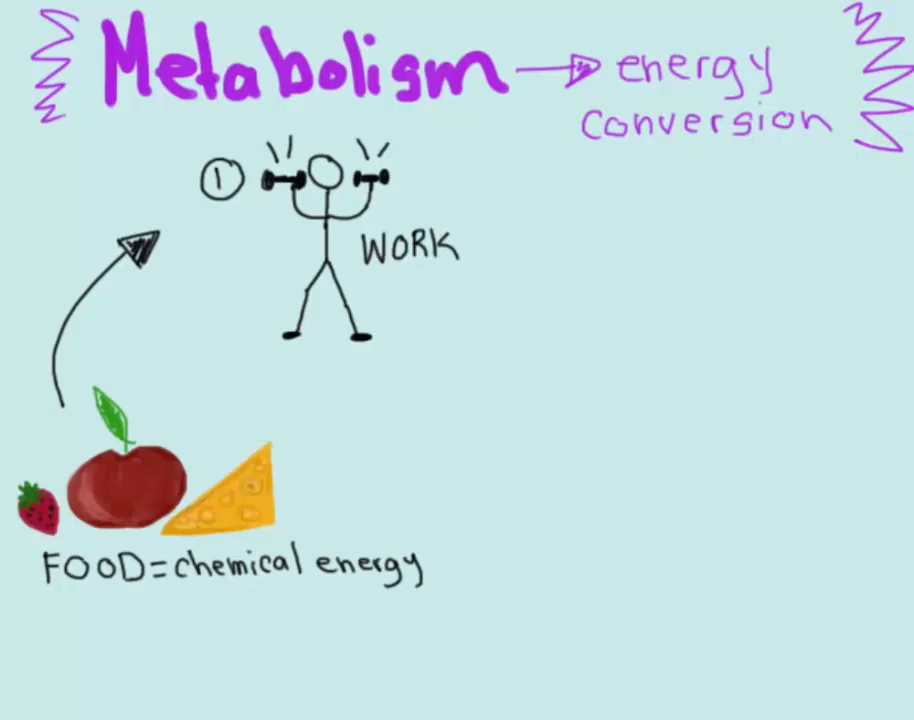 Metabolism → energy
conversion
①
WORK
FOOD=chemical energy